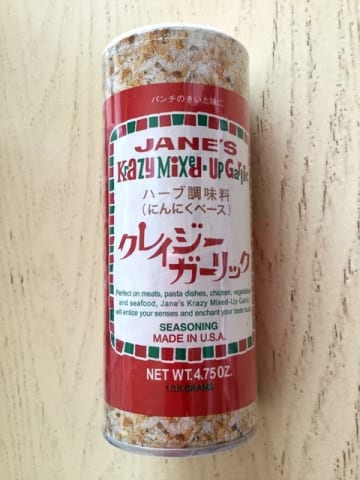 パンチのきいた味に
JANE'S
Krazy Mixed-Up Garlic
ハーブ調味料
(にんにくベース)
クレイジー
ガーリック
Perfect on meats, pasta dishes, chicken, vegetables
and seafood, Jane's Krazy Mixed-Up Garlic
will entice your senses and enchant your taste buds.
SEASONING
MADE IN U.S.A.
NET WT. 4.75 OZ.
135 GRAMS